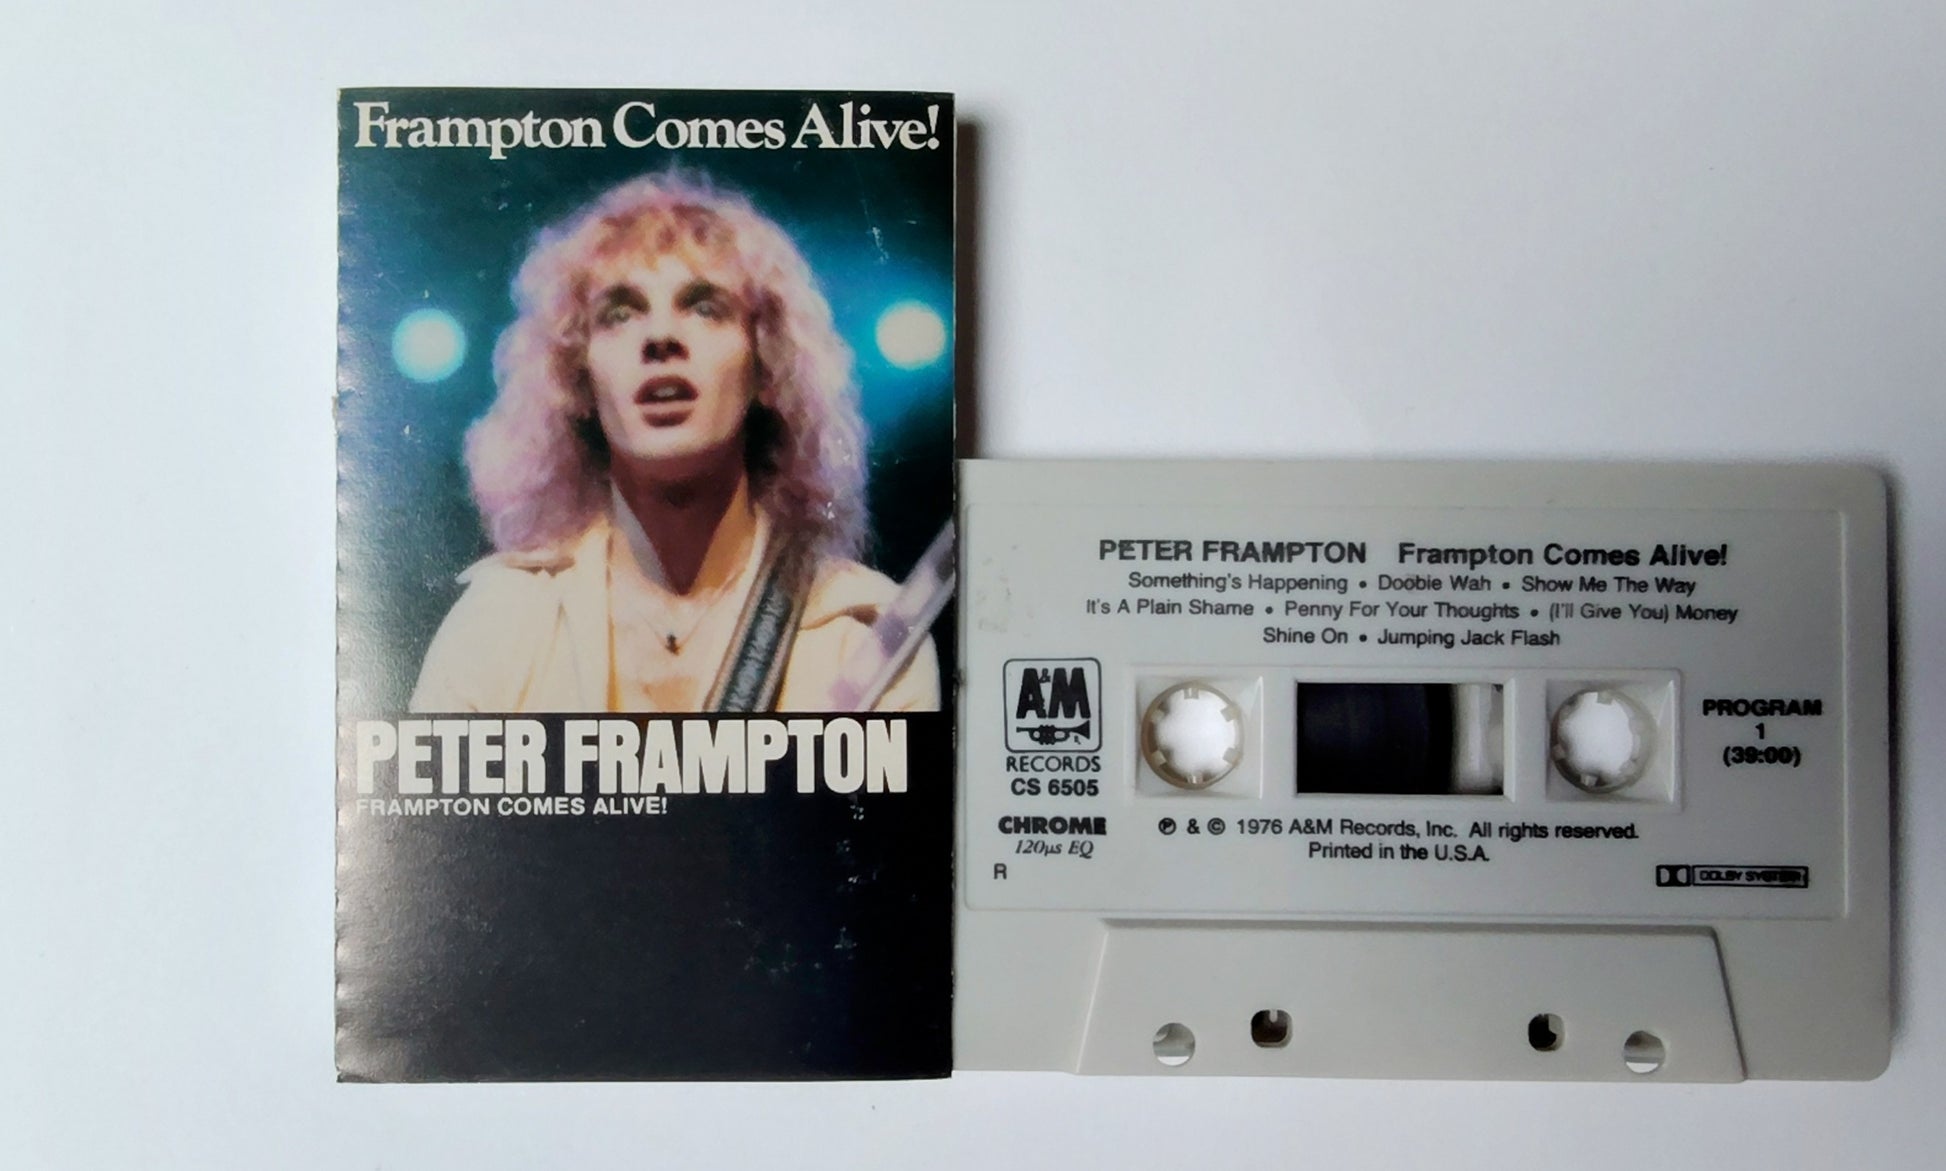 Frampton Comes Alive!
PETER FRAMPTON
FRAMPTON COMES ALIVE!
PETER FRAMPTON Frampton Comes Alive!
Something's Happening • Doobie Wah • Show Me The Way
It's A Plain Shame • Penny For Your Thoughts • (I'll Give You) Money
Shine On • Jumping Jack Flash
A&M
RECORDS
CS 6505
CHROME
120µs EQ
R
PROGRAM
1
(39:00)
℗ & © 1976 A&M Records, Inc. All rights reserved.
Printed in the U.S.A.
DOLBY SYSTEM